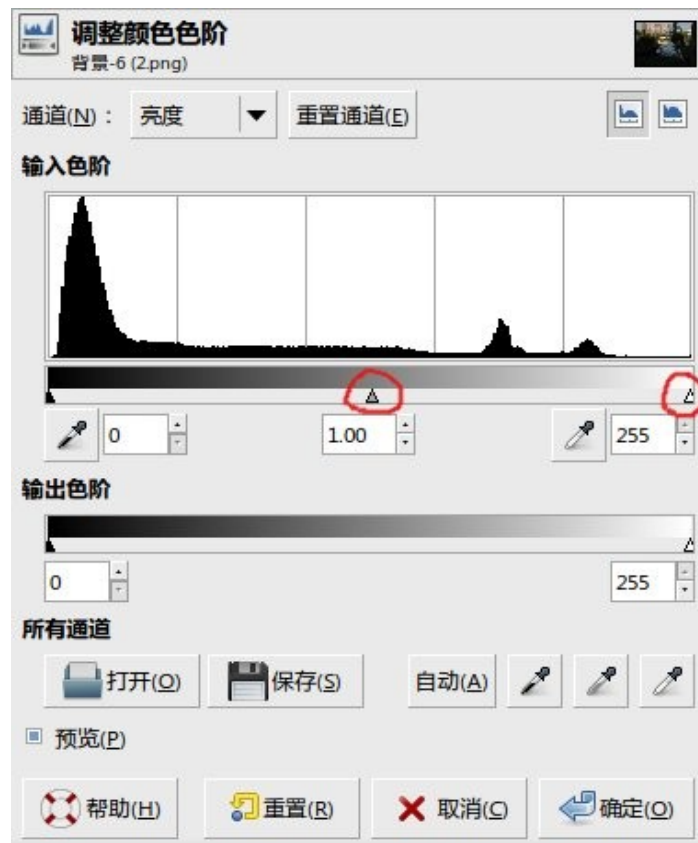 调整颜色色阶
背景-6 (2.png)
通道(N)： 亮度 重置通道(E)
输入色阶
0 1.00 255
输出色阶
0 255
所有通道
打开(O) 保存(S) 自动(A)
预览(P)
帮助(H) 重置(R) 取消(C) 确定(O)